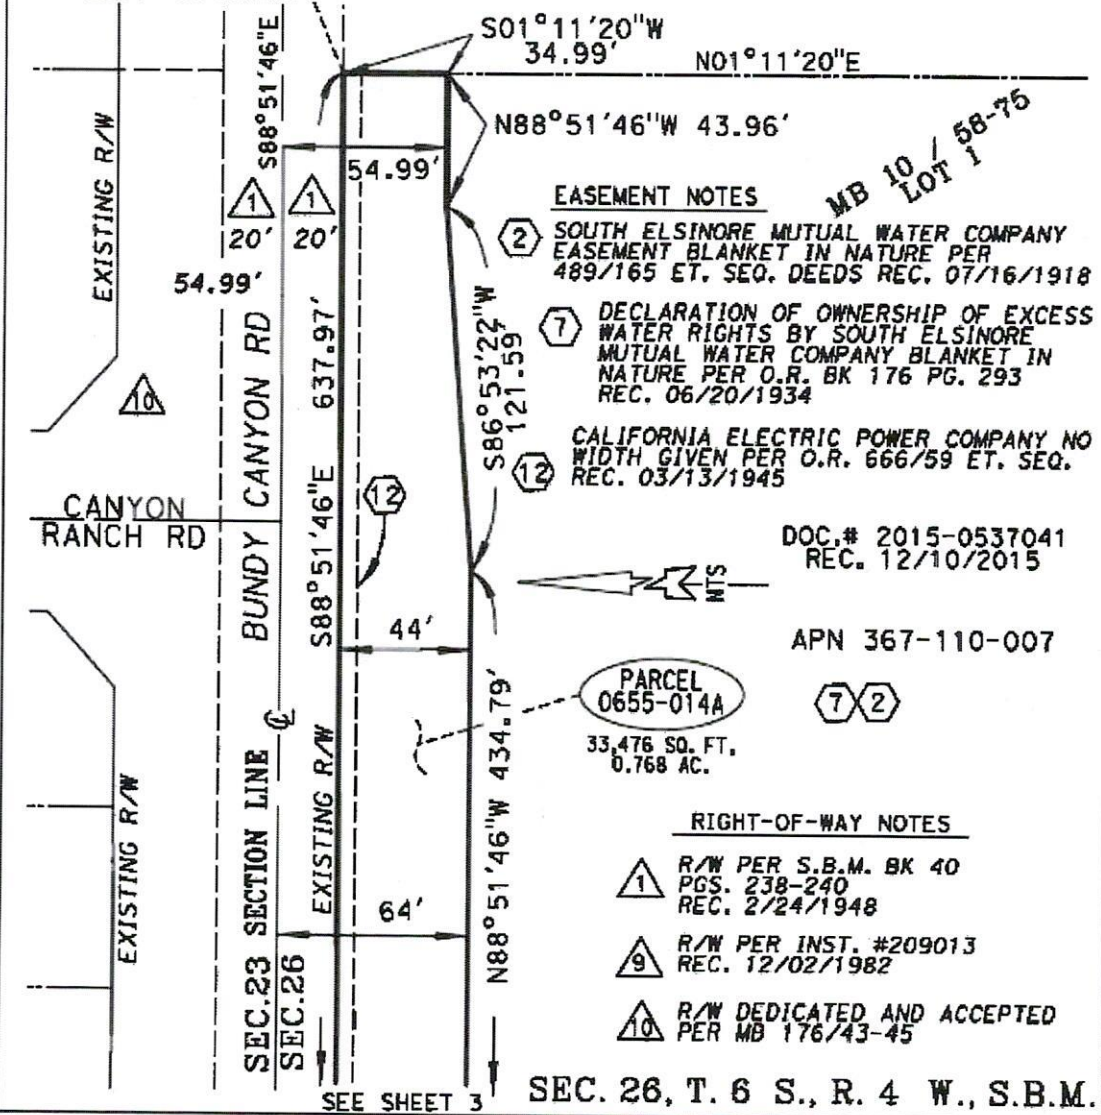 S01°11'20"W
34.99'
N01°11'20"E
S88°51'46"E
N88°51'46"W 43.96'
54.99'
MB 10 / 58-75
LOT 1
EXISTING R/W
1
20'
1
20'
54.99'
EASEMENT NOTES
2 SOUTH ELSINORE MUTUAL WATER COMPANY
EASEMENT BLANKET IN NATURE PER
489/165 ET. SEQ. DEEDS REC. 07/16/1918
7 DECLARATION OF OWNERSHIP OF EXCESS
WATER RIGHTS BY SOUTH ELSINORE
MUTUAL WATER COMPANY BLANKET IN
NATURE PER O.R. BK 176 PG. 293
REC. 06/20/1934
12 CALIFORNIA ELECTRIC POWER COMPANY NO
WIDTH GIVEN PER O.R. 666/59 ET. SEQ.
REC. 03/13/1945
10
BUNDY CANYON RD
S88°51'46"E 637.97'
S86°53'22"W
121.59'
12
CANYON
RANCH RD
DOC.# 2015-0537041
REC. 12/10/2015
NTS
44'
APN 367-110-007
PARCEL
0655-014A
33,476 SQ. FT.
0.768 AC.
7 2
N88°51'46"W 434.79'
EXISTING R/W
EXISTING R/W
SEC.23 SECTION LINE
SEC.26
℄
64'
RIGHT-OF-WAY NOTES
1 R/W PER S.B.M. BK 40
PGS. 238-240
REC. 2/24/1948
9 R/W PER INST. #209013
REC. 12/02/1982
10 R/W DEDICATED AND ACCEPTED
PER MB 176/43-45
SEE SHEET 3
SEC. 26, T. 6 S., R. 4 W., S.B.M.